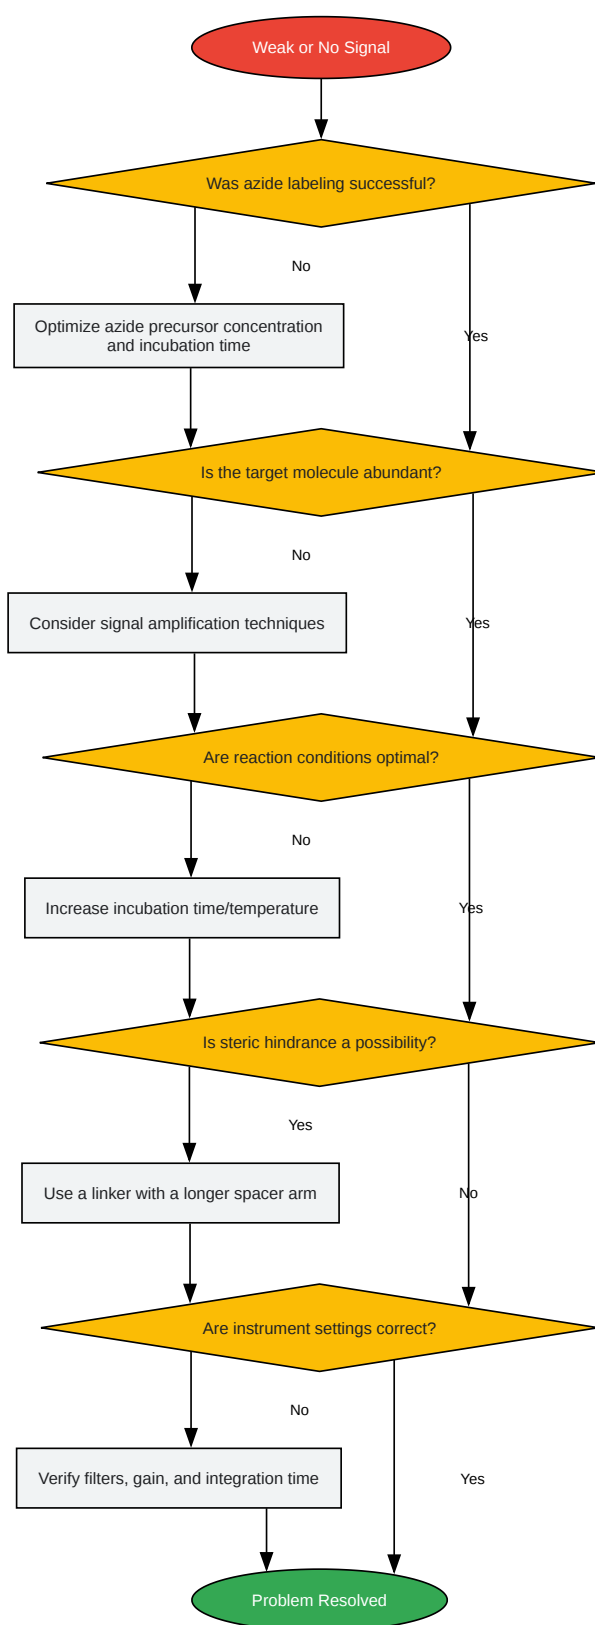 Weak or No Signal
Was azide labeling successful?
No
Optimize azide precursor concentration
and incubation time
Yes
Is the target molecule abundant?
No
Consider signal amplification techniques
Yes
Are reaction conditions optimal?
No
Increase incubation time/temperature
Yes
Is steric hindrance a possibility?
Yes
Use a linker with a longer spacer arm
No
Are instrument settings correct?
No
Verify filters, gain, and integration time
Yes
Problem Resolved